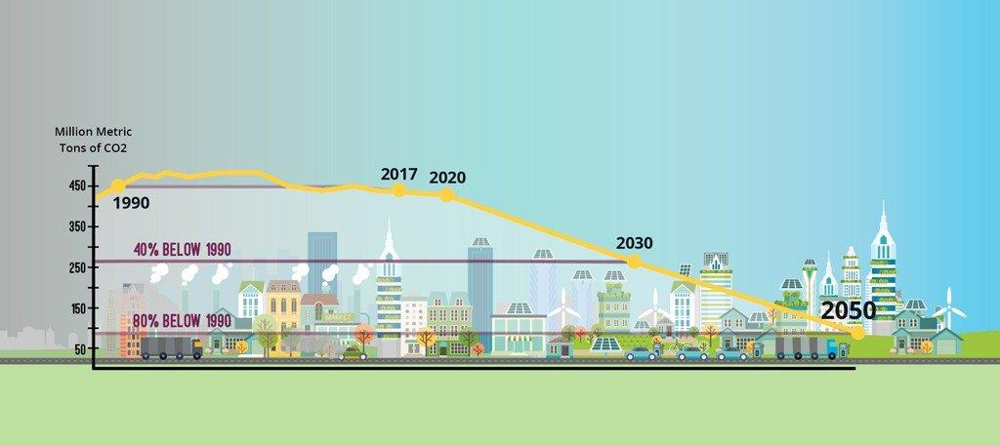 Million Metric
Tons of CO2
450
350
250
150
50
1990
2017
2020
2030
2050
40% BELOW 1990
80% BELOW 1990
MARKET